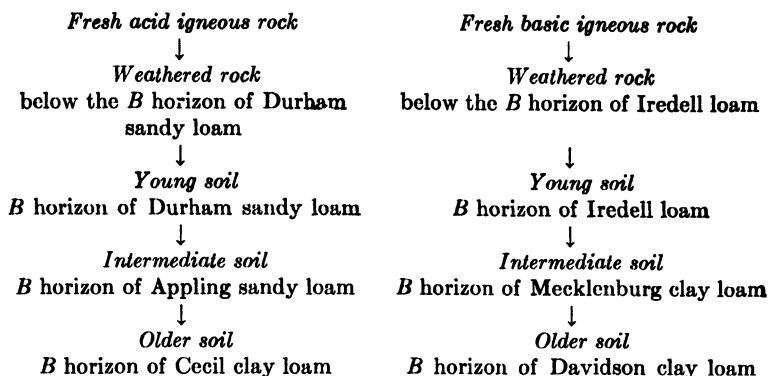 Fresh acid igneous rock
↓
Weathered rock
below the B horizon of Durham
sandy loam
↓
Young soil
B horizon of Durham sandy loam
↓
Intermediate soil
B horizon of Appling sandy loam
↓
Older soil
B horizon of Cecil clay loam
Fresh basic igneous rock
↓
Weathered rock
below the B horizon of Iredell loam
↓
Young soil
B horizon of Iredell loam
↓
Intermediate soil
B horizon of Mecklenburg clay loam
↓
Older soil
B horizon of Davidson clay loam